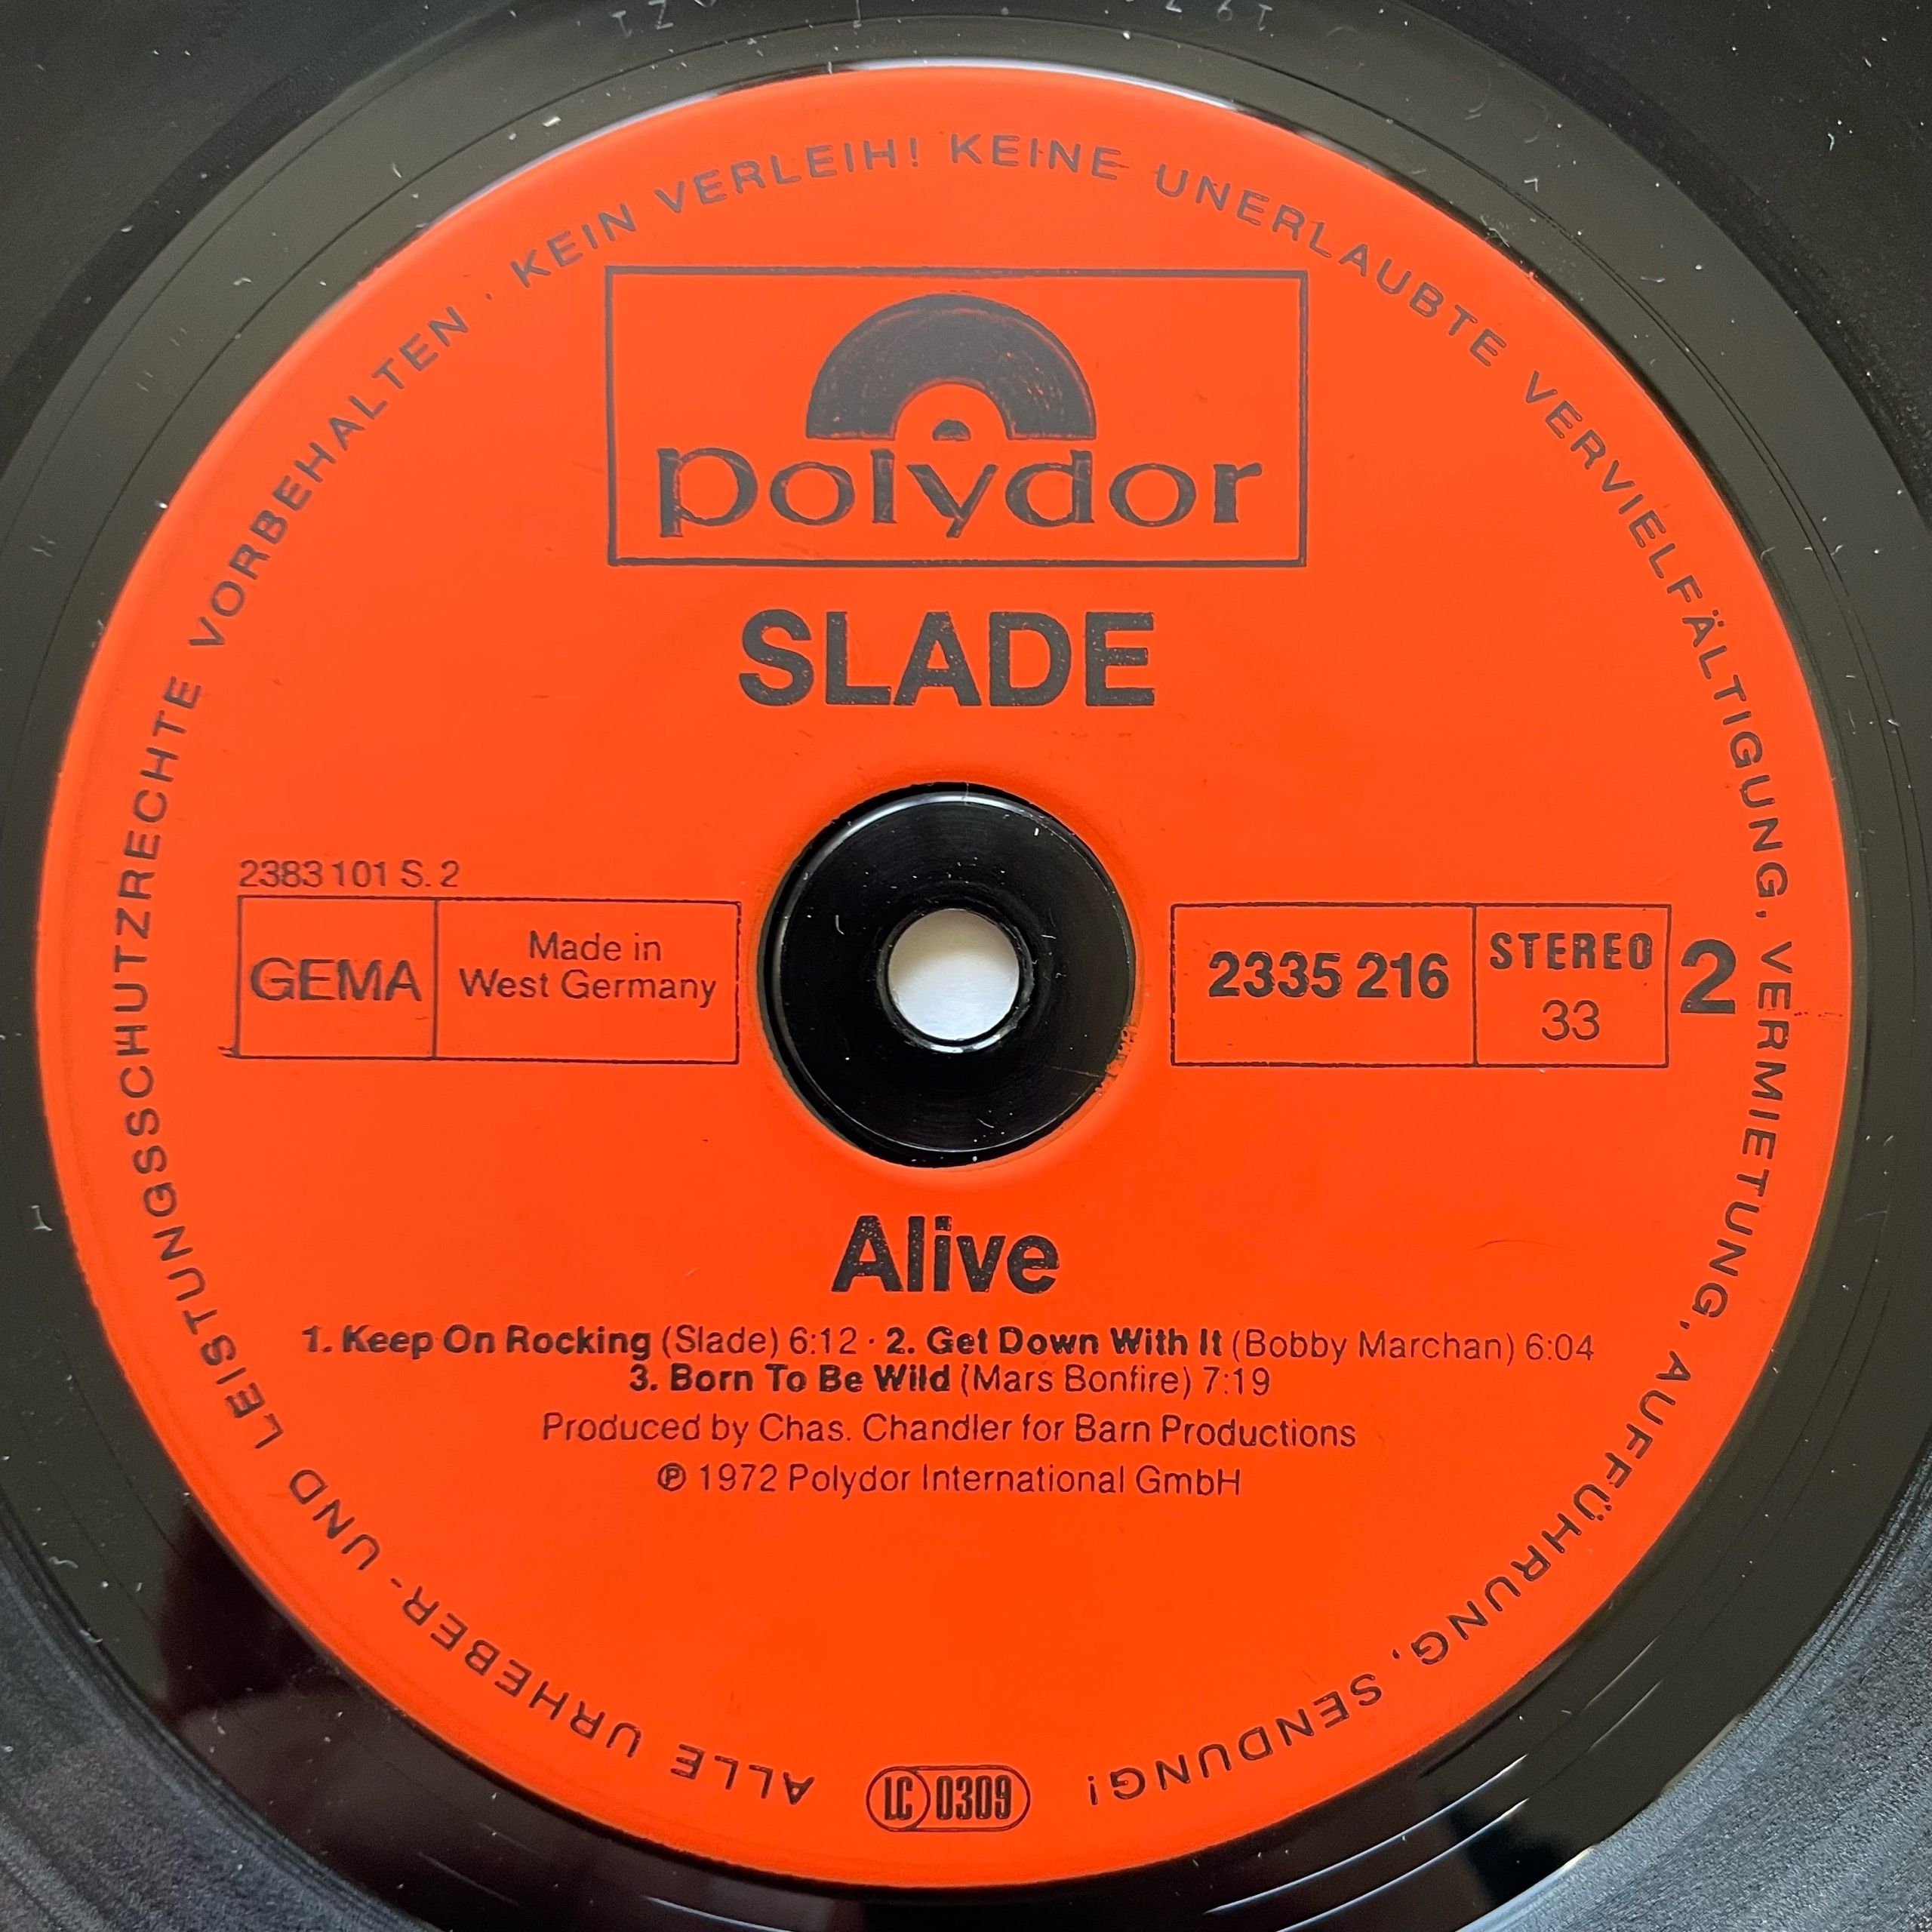 ALLE URHEBER- UND LEISTUNGSSCHUTZRECHTE VORBEHALTEN · KEIN VERLEIH! KEINE UNERLAUBTE VERVIELFÄLTIGUNG, VERMIETUNG, AUFFÜHRUNG, SENDUNG!
polydor
SLADE
2383 101 S. 2
GEMA
Made in
West Germany
2335 216
STEREO
33
2
Alive
1. Keep On Rocking (Slade) 6:12 · 2. Get Down With It (Bobby Marchan) 6:04
3. Born To Be Wild (Mars Bonfire) 7:19
Produced by Chas. Chandler for Barn Productions
℗ 1972 Polydor International GmbH
LC 0309